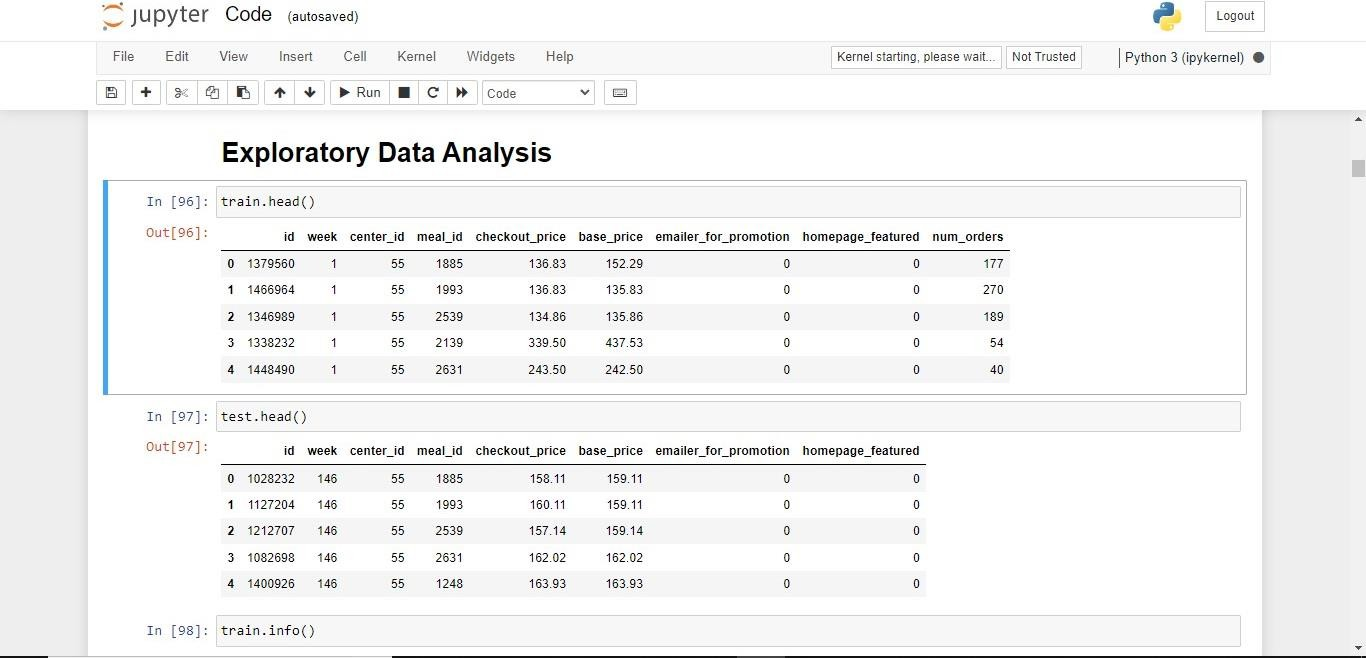 jupyter Code (autosaved) Logout
File Edit View Insert Cell Kernel Widgets Help Kernel starting, please wait... Not Trusted Python 3 (ipykernel)
Run Code
Exploratory Data Analysis
In [96]: train.head()
Out[96]:
id week center_id meal_id checkout_price base_price emailer_for_promotion homepage_featured num_orders
0 1379560 1 55 1885 136.83 152.29 0 0 177
1 1466964 1 55 1993 136.83 135.83 0 0 270
2 1346989 1 55 2539 134.86 135.86 0 0 189
3 1338232 1 55 2139 339.50 437.53 0 0 54
4 1448490 1 55 2631 243.50 242.50 0 0 40
In [97]: test.head()
Out[97]:
id week center_id meal_id checkout_price base_price emailer_for_promotion homepage_featured
0 1028232 146 55 1885 158.11 159.11 0 0
1 1127204 146 55 1993 160.11 159.11 0 0
2 1212707 146 55 2539 157.14 159.14 0 0
3 1082698 146 55 2631 162.02 162.02 0 0
4 1400926 146 55 1248 163.93 163.93 0 0
In [98]: train.info()